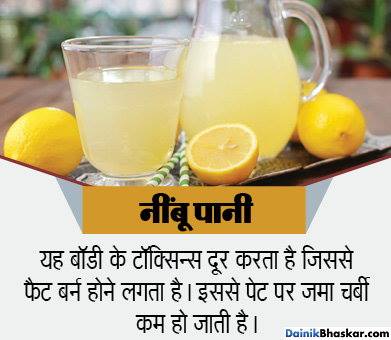 नींबू पानी
यह बॉडी के टॉक्सिन्स दूर करता है जिससे
फैट बर्न होने लगता है। इससे पेट पर जमा चर्बी
कम हो जाती है।
DainikBhaskar.com